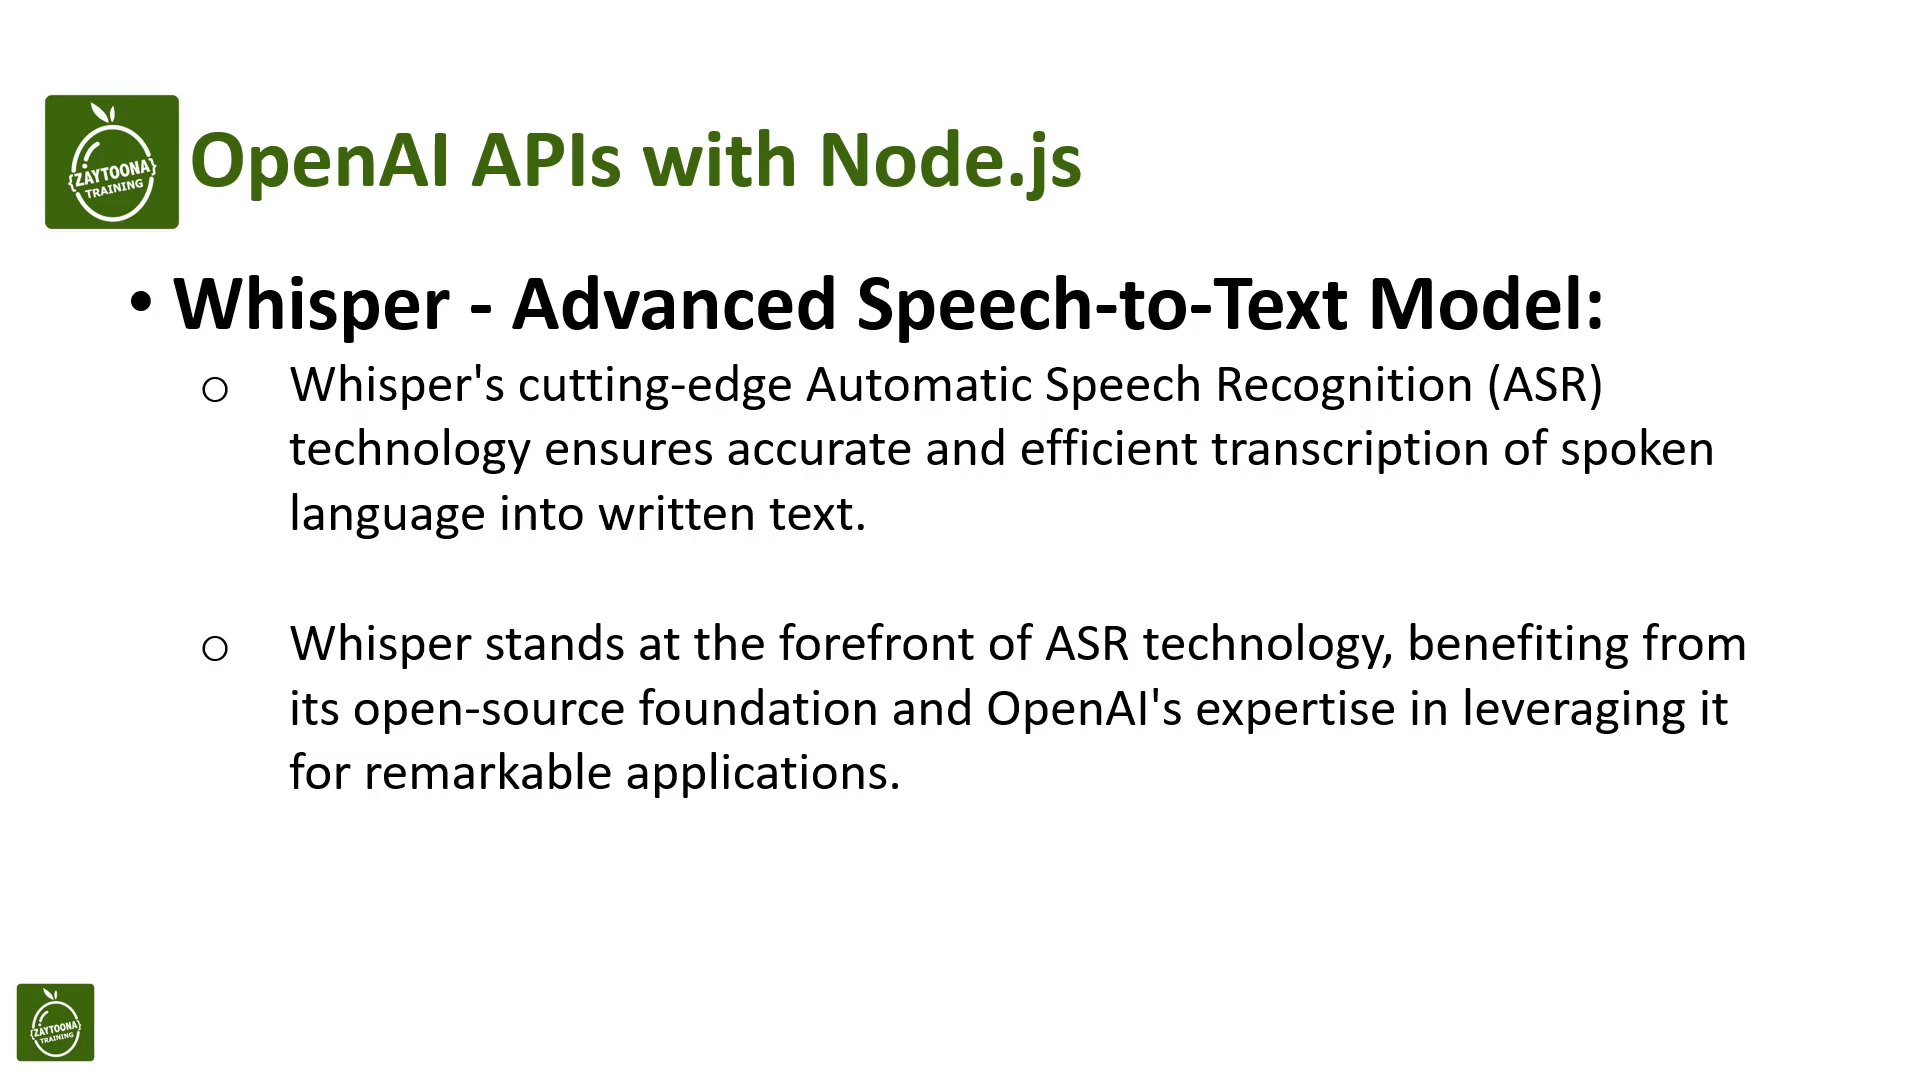 {ZAYTOONA}
TRAINING
OpenAI APIs with Node.js
• Whisper - Advanced Speech-to-Text Model:
o Whisper's cutting-edge Automatic Speech Recognition (ASR)
technology ensures accurate and efficient transcription of spoken
language into written text.
o Whisper stands at the forefront of ASR technology, benefiting from
its open-source foundation and OpenAI's expertise in leveraging it
for remarkable applications.
{ZAYTOONA}
TRAINING